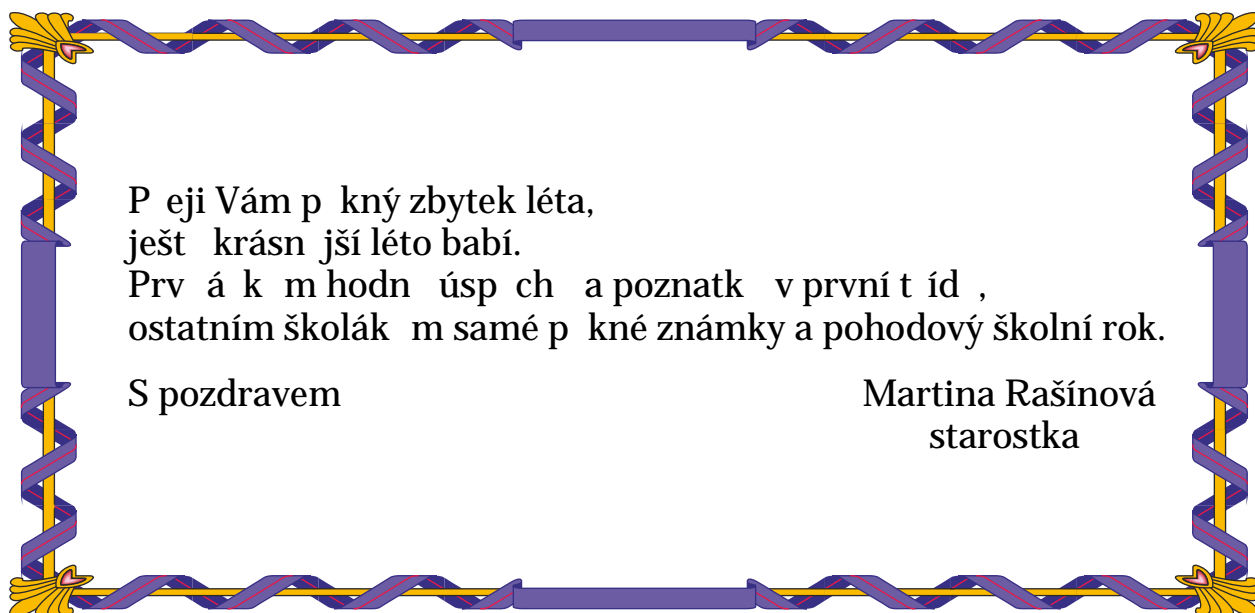 P eji Vám p kný zbytek léta,
ješt krásn jší léto babí.
Prv á k m hodn úsp ch a poznatk v první t íd ,
ostatním školák m samé p kné známky a pohodový školní rok.
S pozdravem Martina Rašínová
starostka